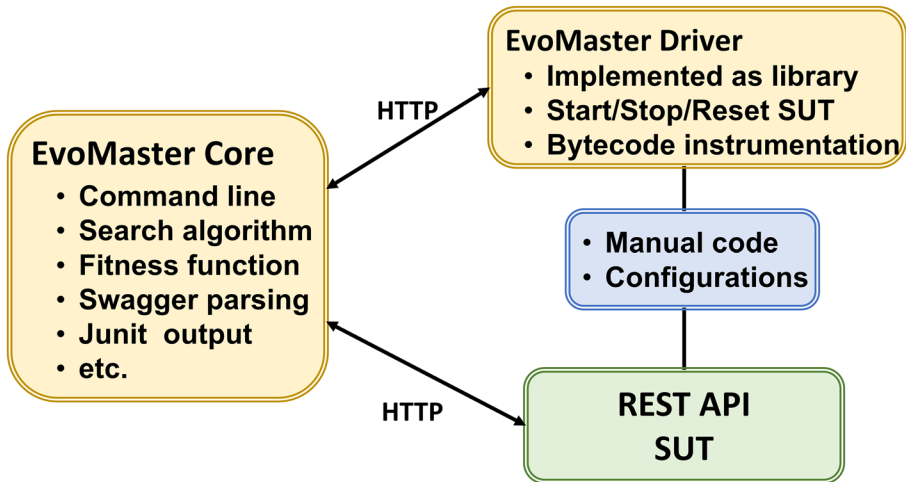 EvoMaster Driver
• Implemented as library
• Start/Stop/Reset SUT
• Bytecode instrumentation
HTTP
EvoMaster Core
• Command line
• Search algorithm
• Fitness function
• Swagger parsing
• Junit output
• etc.
• Manual code
• Configurations
HTTP
REST API
SUT